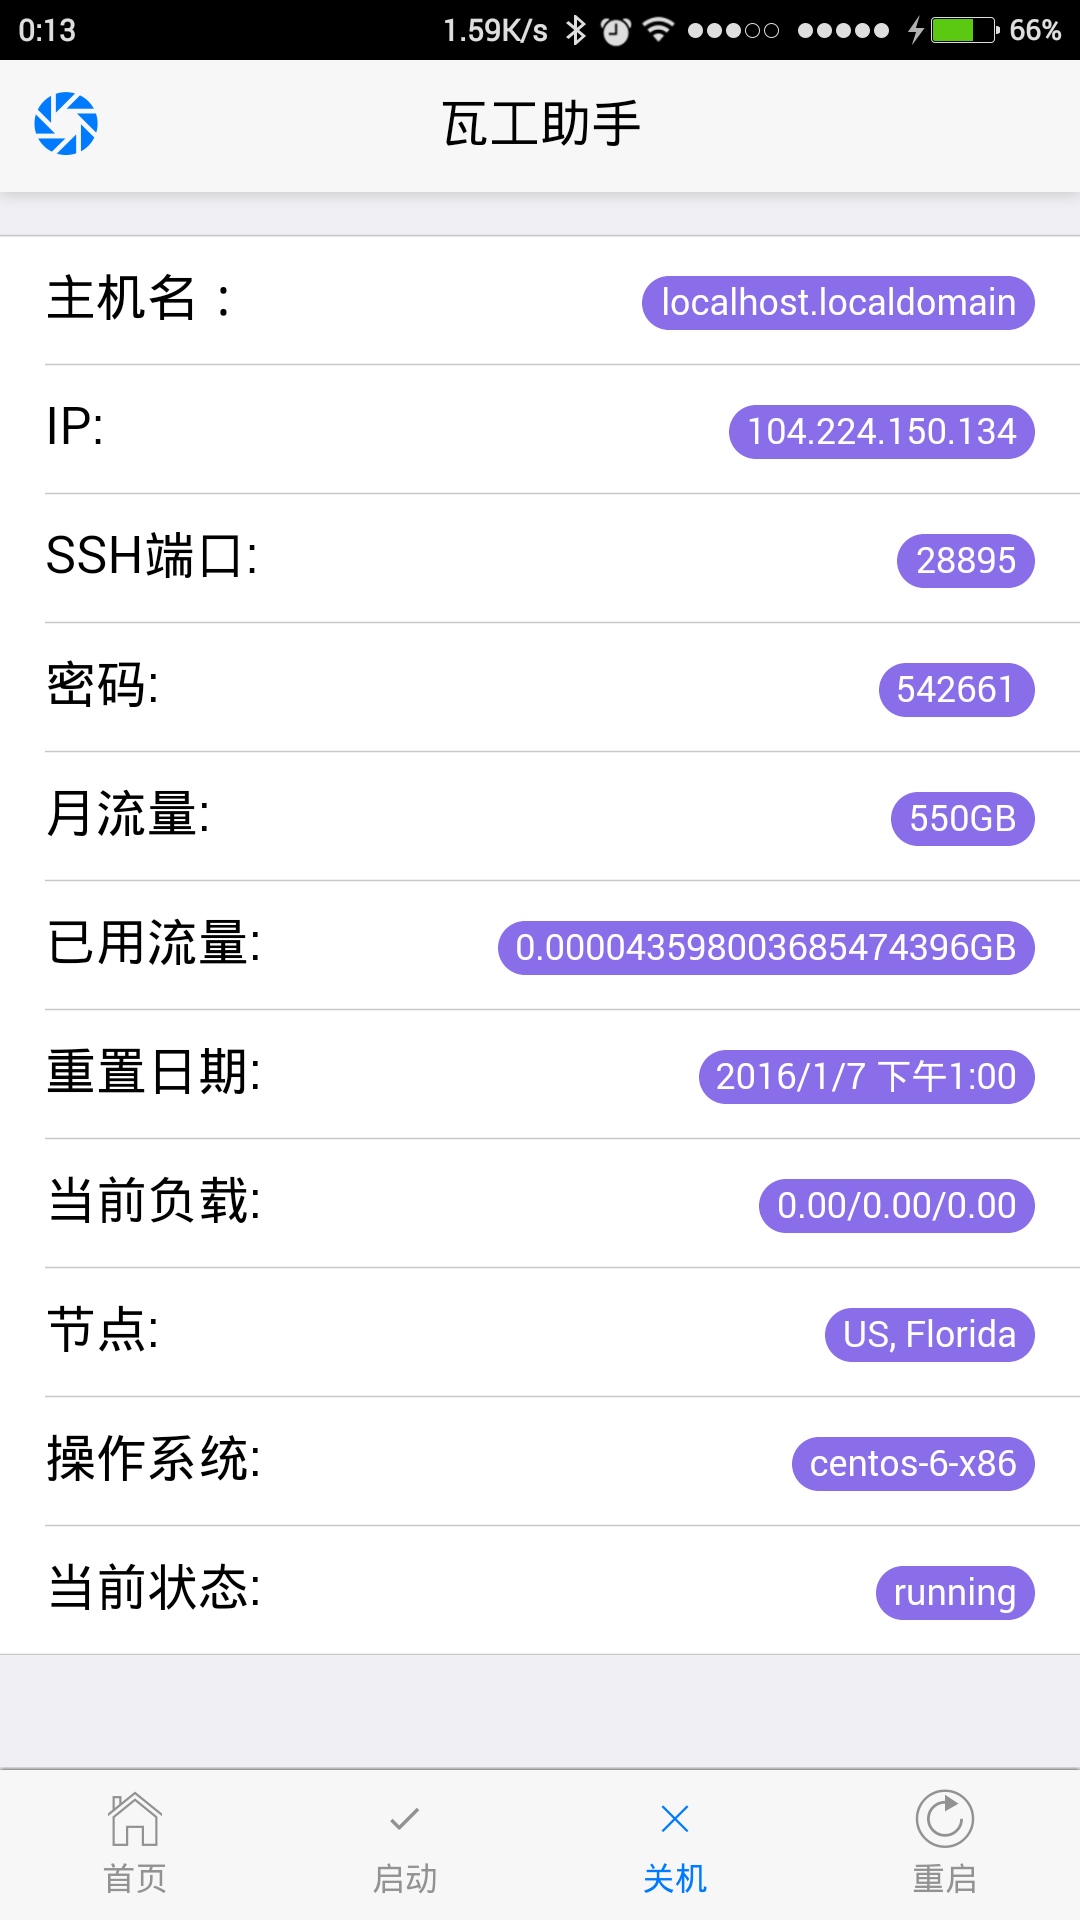 0:13 1.59K/s 66%
瓦工助手
主机名：localhost.localdomain
IP: 104.224.150.134
SSH端口: 28895
密码: 542661
月流量: 550GB
已用流量: 0.000043598003685474396GB
重置日期: 2016/1/7 下午1:00
当前负载: 0.00/0.00/0.00
节点: US, Florida
操作系统: centos-6-x86
当前状态: running
首页 启动 关机 重启